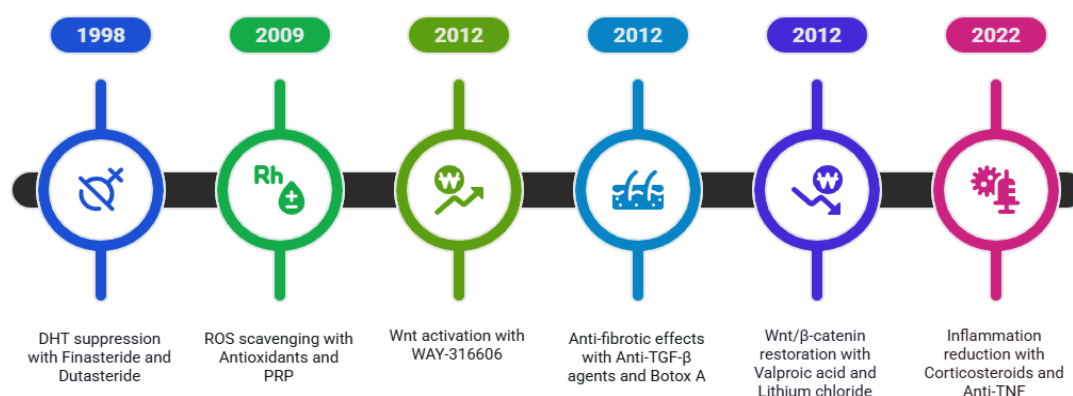 1998
2009
2012
2012
2012
2022
Rh
W
W
DHT suppression
with Finasteride and
Dutasteride
ROS scavenging with
Antioxidants and
PRP
Wnt activation with
WAY-316606
Anti-fibrotic effects
with Anti-TGF-β
agents and Botox A
Wnt/β-catenin
restoration with
Valproic acid and
Lithium chloride
Inflammation
reduction with
Corticosteroids and
Anti-TNF